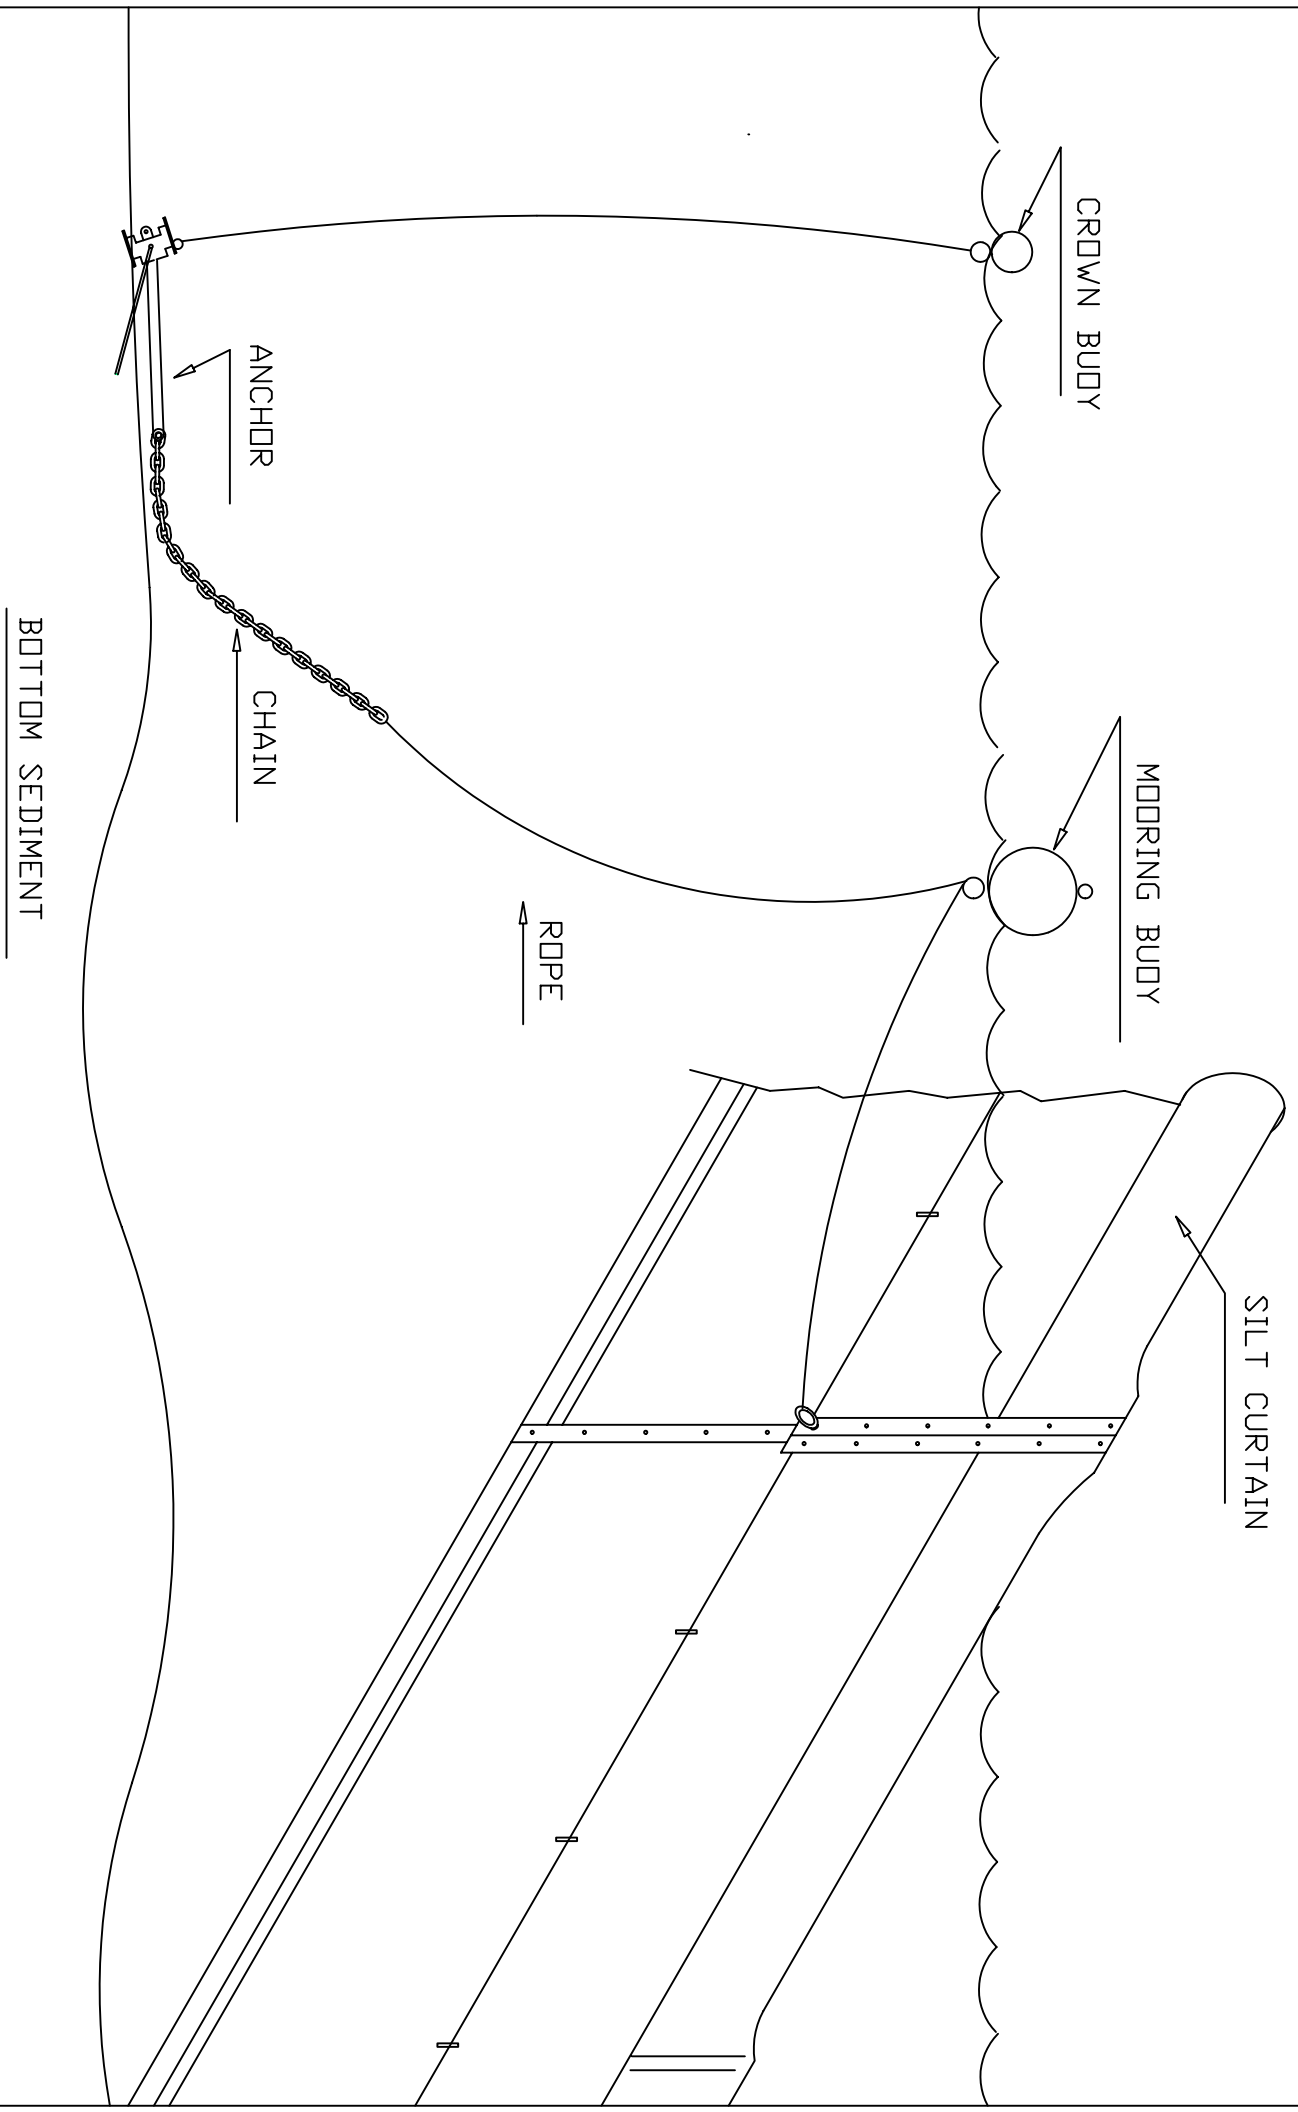 CROWN BUOY
MOORING BUOY
SILT CURTAIN
ANCHOR
CHAIN
ROPE
BOTTOM SEDIMENT